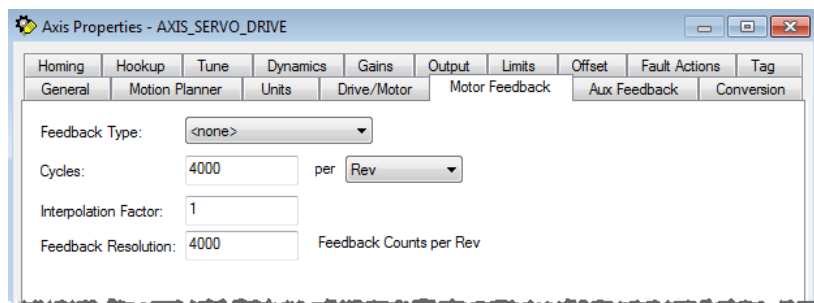 Axis Properties - AXIS_SERVO_DRIVE
Homing Hookup Tune Dynamics Gains Output Limits Offset Fault Actions Tag
General Motion Planner Units Drive/Motor Motor Feedback Aux Feedback Conversion
Feedback Type: <none>
Cycles: 4000 per Rev
Interpolation Factor: 1
Feedback Resolution: 4000 Feedback Counts per Rev